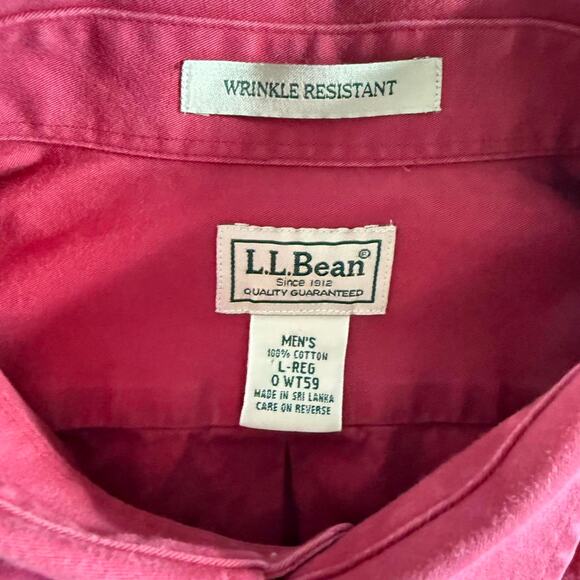 WRINKLE RESISTANT
L.L.Bean®
Since 1912
QUALITY GUARANTEED
MEN'S
100% COTTON
L-REG
0 WT59
MADE IN SRI LANKA
CARE ON REVERSE